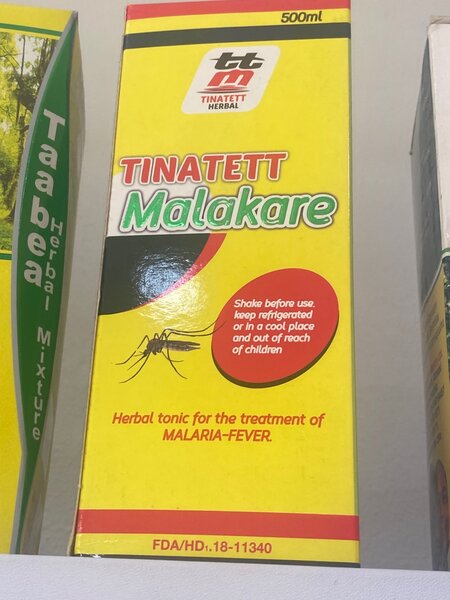 500ml
ttm
TINATETT
HERBAL
TINATETT
Malakare
Shake before use,
keep refrigerated
or in a cool place
and out of reach
of children
Herbal tonic for the treatment of
MALARIA-FEVER.
FDA/HD₁.18-11340
Taabea
Herbal Mixture